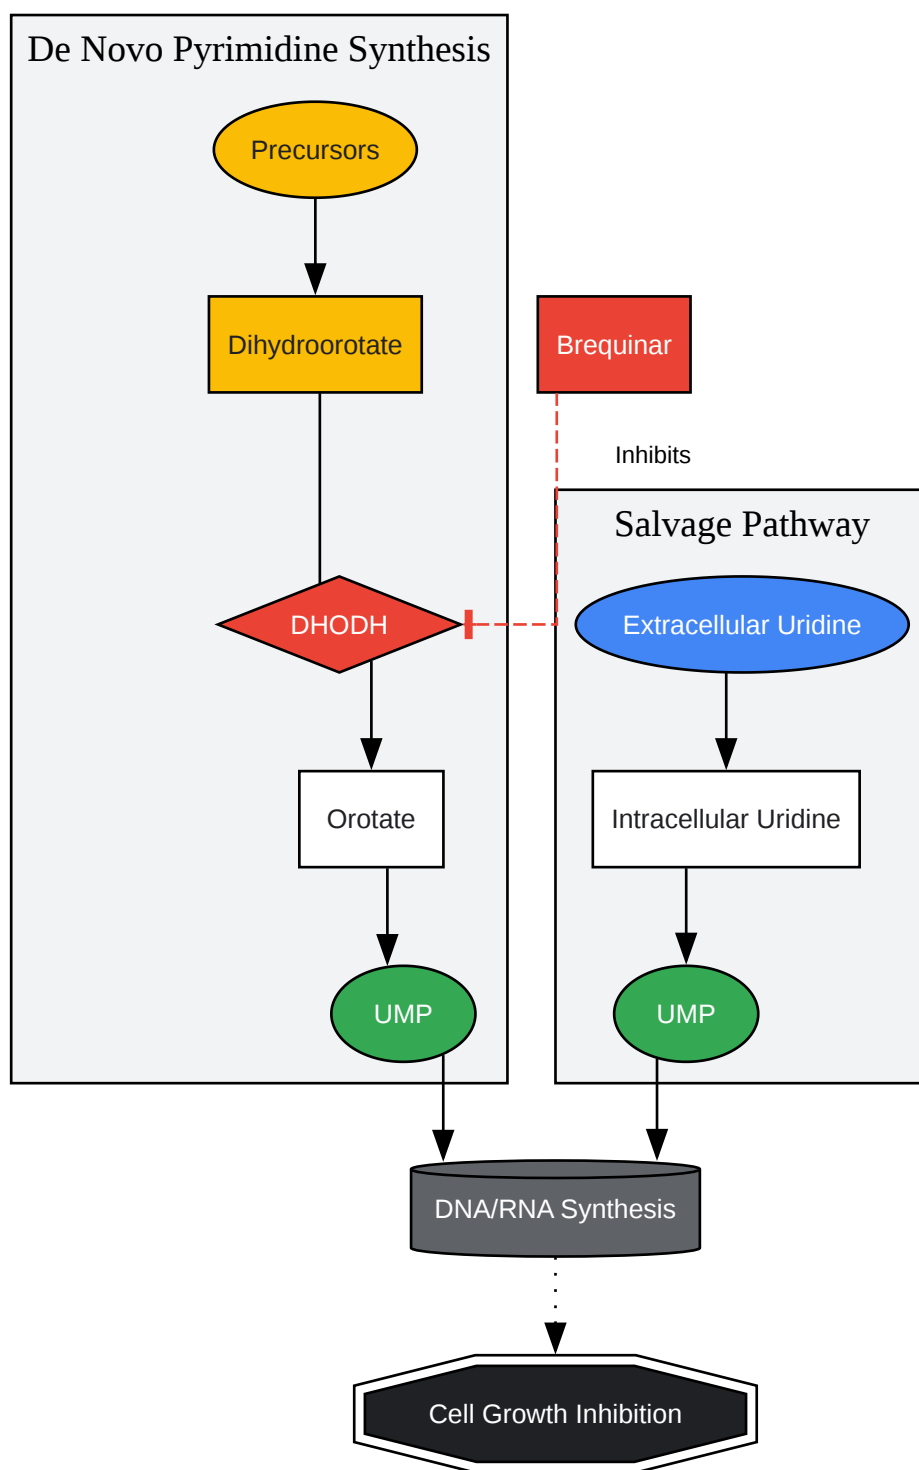 De Novo Pyrimidine Synthesis
Precursors
Dihydroorotate
Brequinar
Inhibits
Salvage Pathway
DHODH
Extracellular Uridine
Orotate
Intracellular Uridine
UMP
UMP
DNA/RNA Synthesis
Cell Growth Inhibition